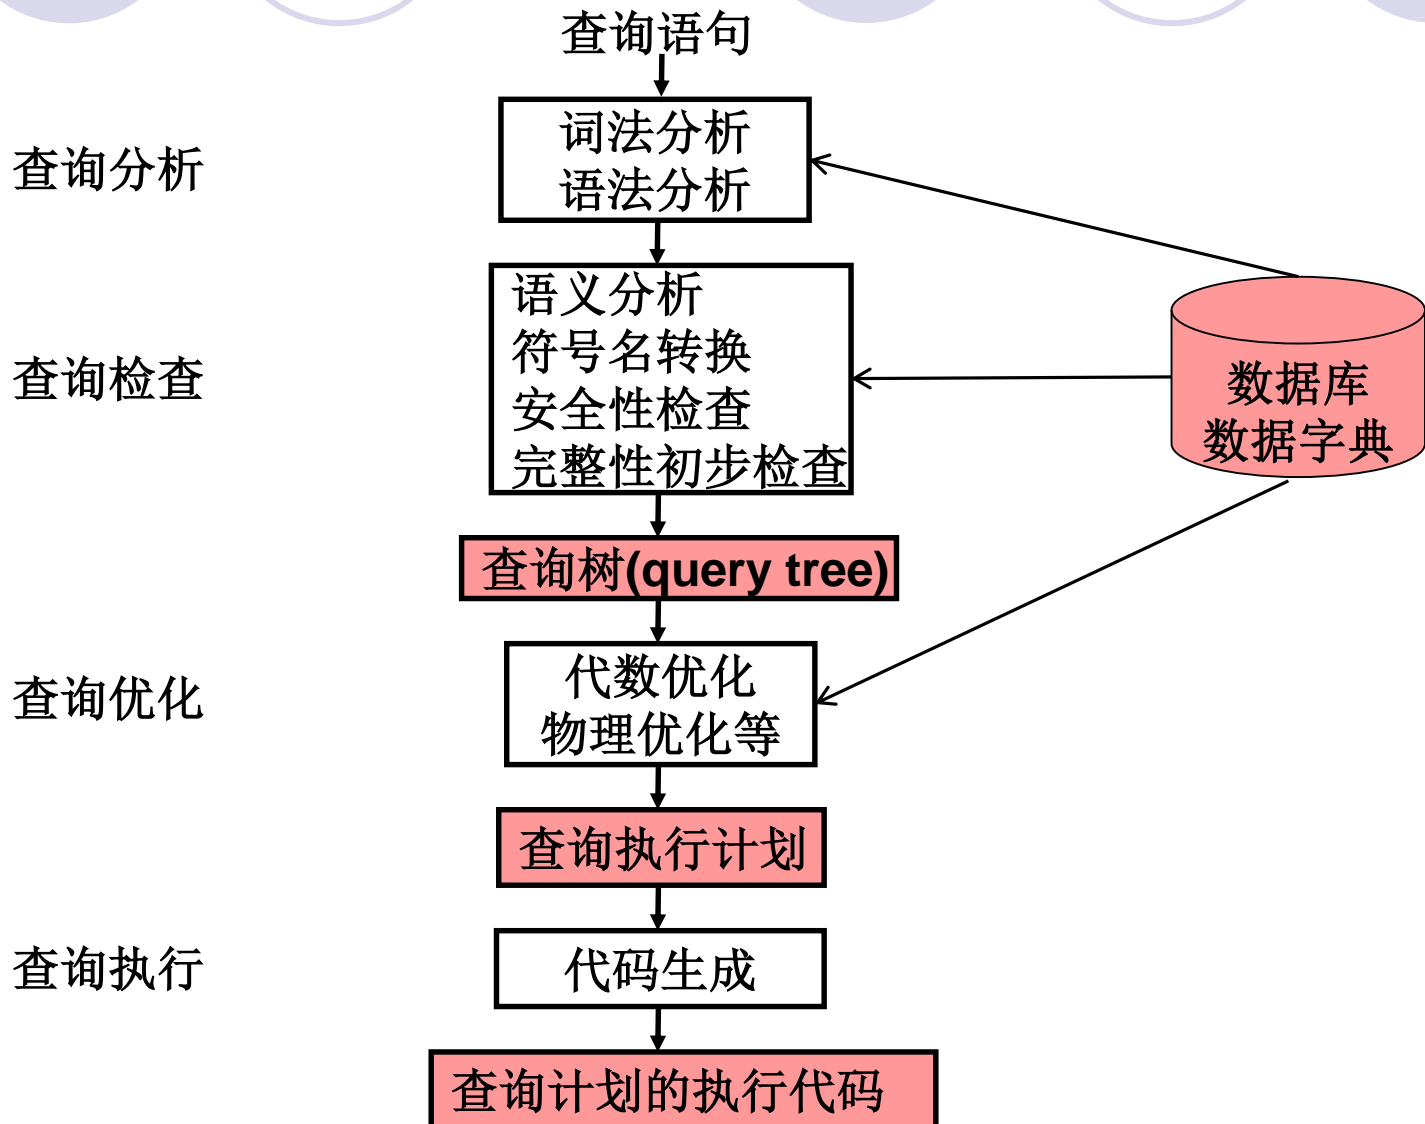 查询语句
查询分析
词法分析
语法分析
查询检查
语义分析
符号名转换
安全性检查
完整性初步检查
数据库
数据字典
查询树(query tree)
查询优化
代数优化
物理优化等
查询执行计划
查询执行
代码生成
查询计划的执行代码